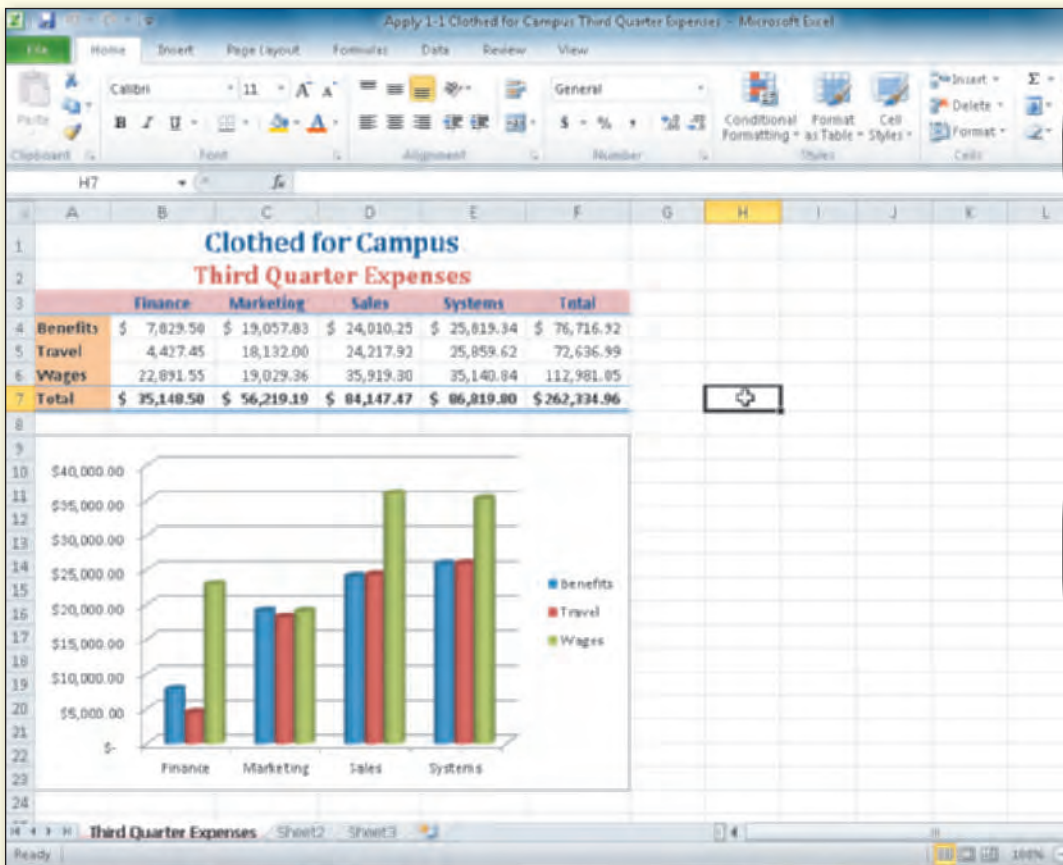 Apply 1-1 Clothed for Campus Third Quarter Expenses - Microsoft Excel
File Home Insert Page Layout Formulas Data Review View
Paste Calibri 11 A A General Insert Σ
Delete
B I U A $ % , Conditional Formatting Format as Table Cell Styles Format
Clipboard Font Alignment Number Styles Cells
H7 fx
A B C D E F G H I J K L
1 Clothed for Campus
2 Third Quarter Expenses
3 Finance Marketing Sales Systems Total
4 Benefits $ 7,829.50 $ 19,057.83 $ 24,010.25 $ 25,819.34 $ 76,716.92
5 Travel 4,427.45 18,132.00 24,217.92 25,859.62 72,636.99
6 Wages 22,891.55 19,029.36 35,919.30 35,140.84 112,981.05
7 Total $ 35,148.50 $ 56,219.19 $ 84,147.47 $ 86,819.80 $262,334.96
8
9
10
11
12
13
14
15
16
17
18
19
20
21
22
23
24
$40,000.00
$35,000.00
$30,000.00
$25,000.00
$20,000.00
$15,000.00
$10,000.00
$5,000.00
$-
Finance Marketing Sales Systems
Benefits
Travel
Wages
Third Quarter Expenses Sheet2 Sheet3
Ready 100%